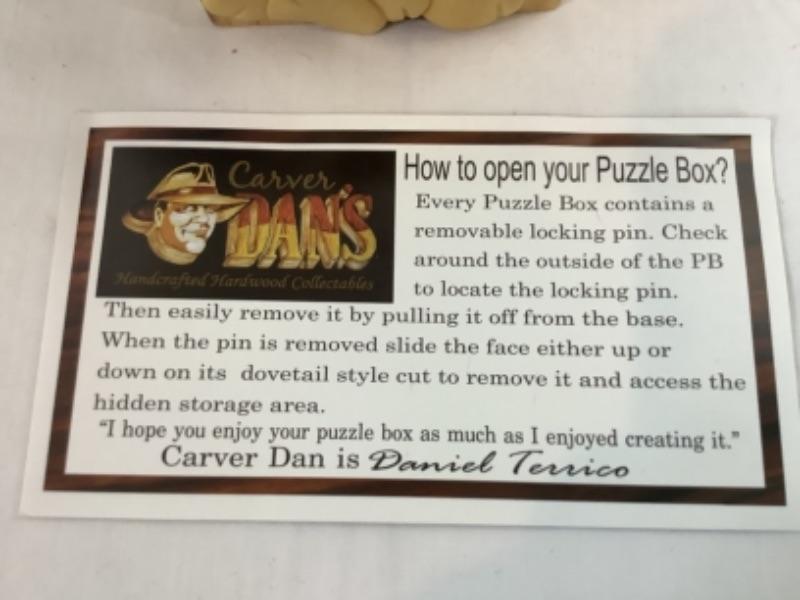 Carver
DAN'S
Handcrafted Hardwood Collectables
How to open your Puzzle Box?
Every Puzzle Box contains a
removable locking pin. Check
around the outside of the PB
to locate the locking pin.
Then easily remove it by pulling it off from the base.
When the pin is removed slide the face either up or
down on its dovetail style cut to remove it and access the
hidden storage area.
"I hope you enjoy your puzzle box as much as I enjoyed creating it."
Carver Dan is Daniel Terrico